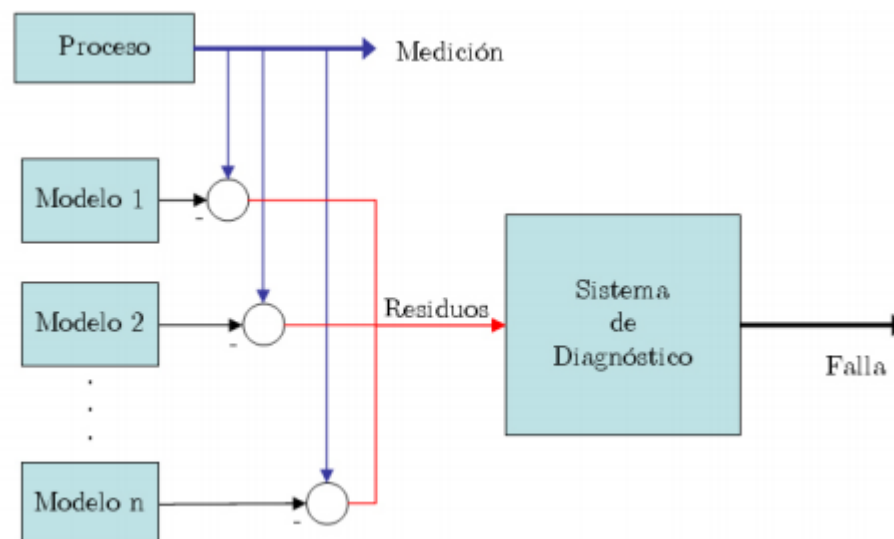 Proceso
Medición
Modelo 1
-
Modelo 2
-
Residuos
Sistema
de
Diagnóstico
Falla
.
.
.
Modelo n
-